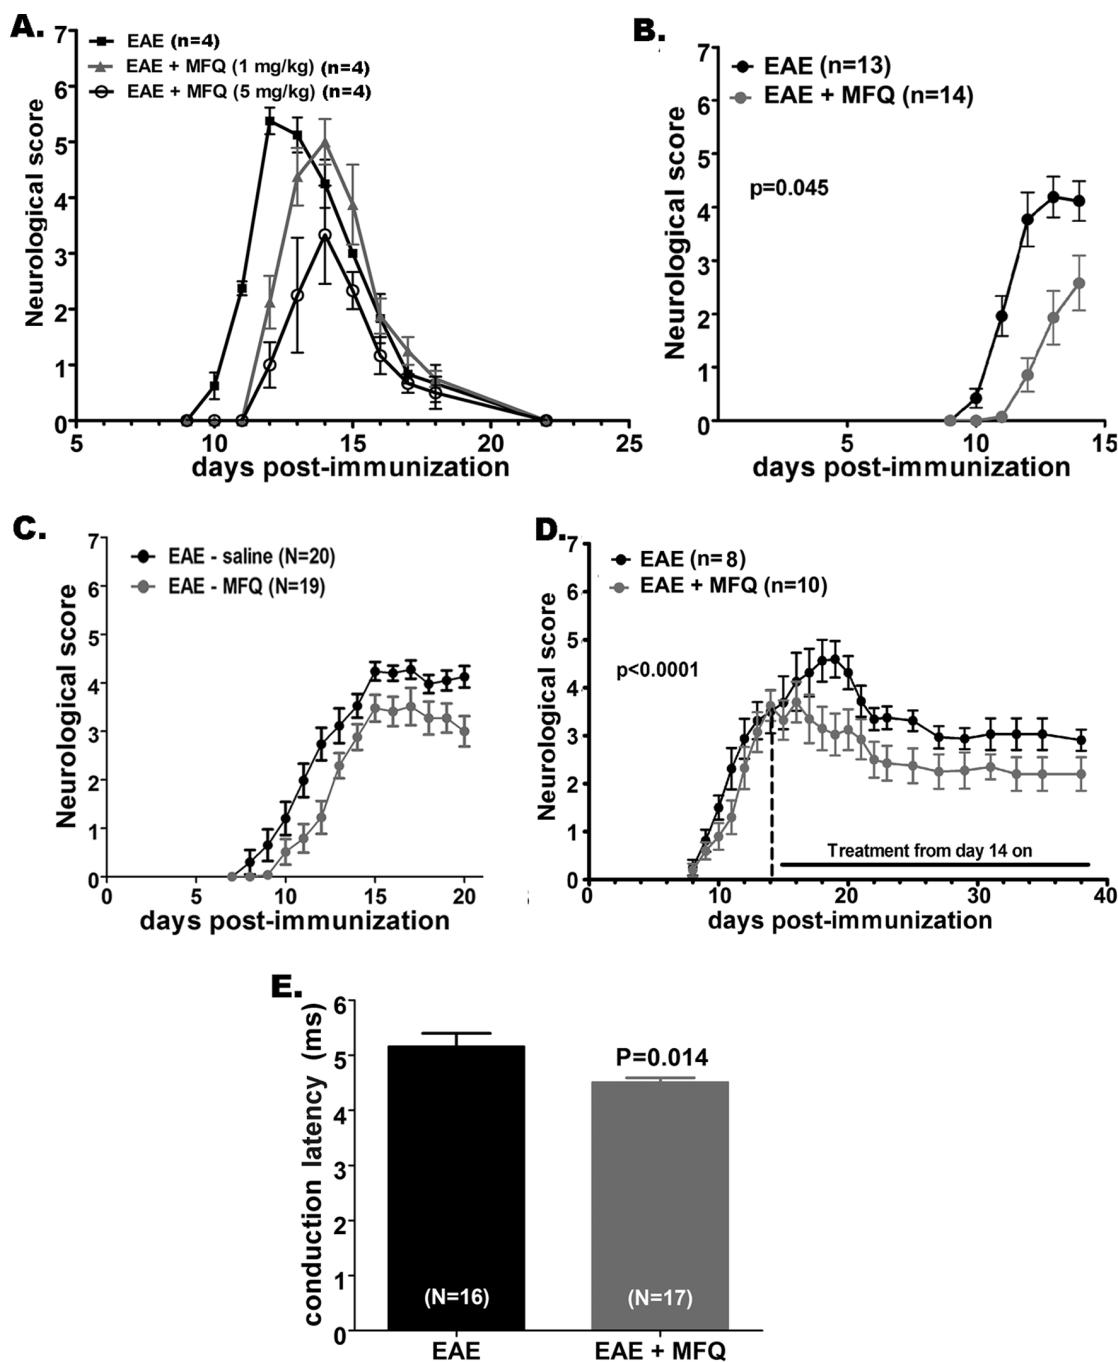 A.
EAE (n=4)
EAE + MFQ (1 mg/kg) (n=4)
EAE + MFQ (5 mg/kg) (n=4)
Neurological score
7
6
5
4
3
2
1
0
5
10
15
20
25
days post-immunization
B.
EAE (n=13)
EAE + MFQ (n=14)
p=0.045
Neurological score
7
6
5
4
3
2
1
0
5
10
15
days post-immunization
C.
EAE - saline (N=20)
EAE - MFQ (N=19)
Neurological score
7
6
5
4
3
2
1
0
0
5
10
15
20
days post-immunization
D.
EAE (n=8)
EAE + MFQ (n=10)
p<0.0001
Neurological score
7
6
5
4
3
2
1
0
Treatment from day 14 on
0
10
20
30
40
days post-immunization
E.
conduction latency (ms)
6
5
4
3
2
1
0
P=0.014
(N=16)
(N=17)
EAE
EAE + MFQ